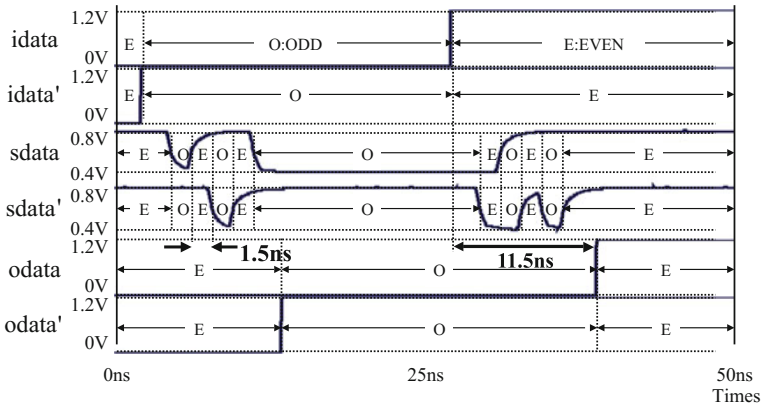 1.2V
idata
E O:ODD E:EVEN
0V
1.2V
idata'
E O E
0V
0.8V
sdata
E O E O E O E O E O E
0.4V
0.8V
sdata'
E O E O E O E O E O E
0.4V
1.5ns 11.5ns
1.2V
odata
E O E
0V
1.2V
odata'
E O E
0V
0ns 25ns 50ns
Times